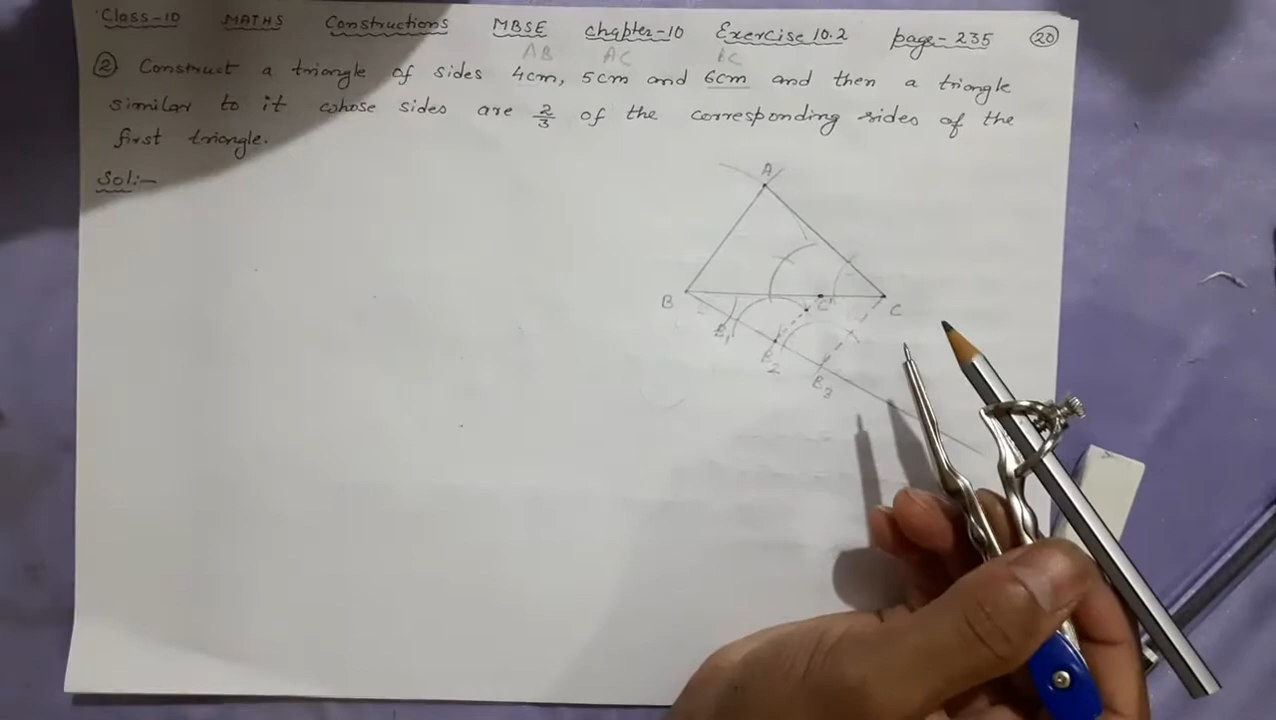 Class-10 MATHS Constructions MBSE chapter-10 Exercise 10.2 page-235 20
AB AC BC
2 Construct a triangle of sides 4cm, 5cm and 6cm and then a triangle
similar to it whose sides are 2/3 of the corresponding sides of the
first triangle.
Sol:-
A
B C' C
B1
B2
B3